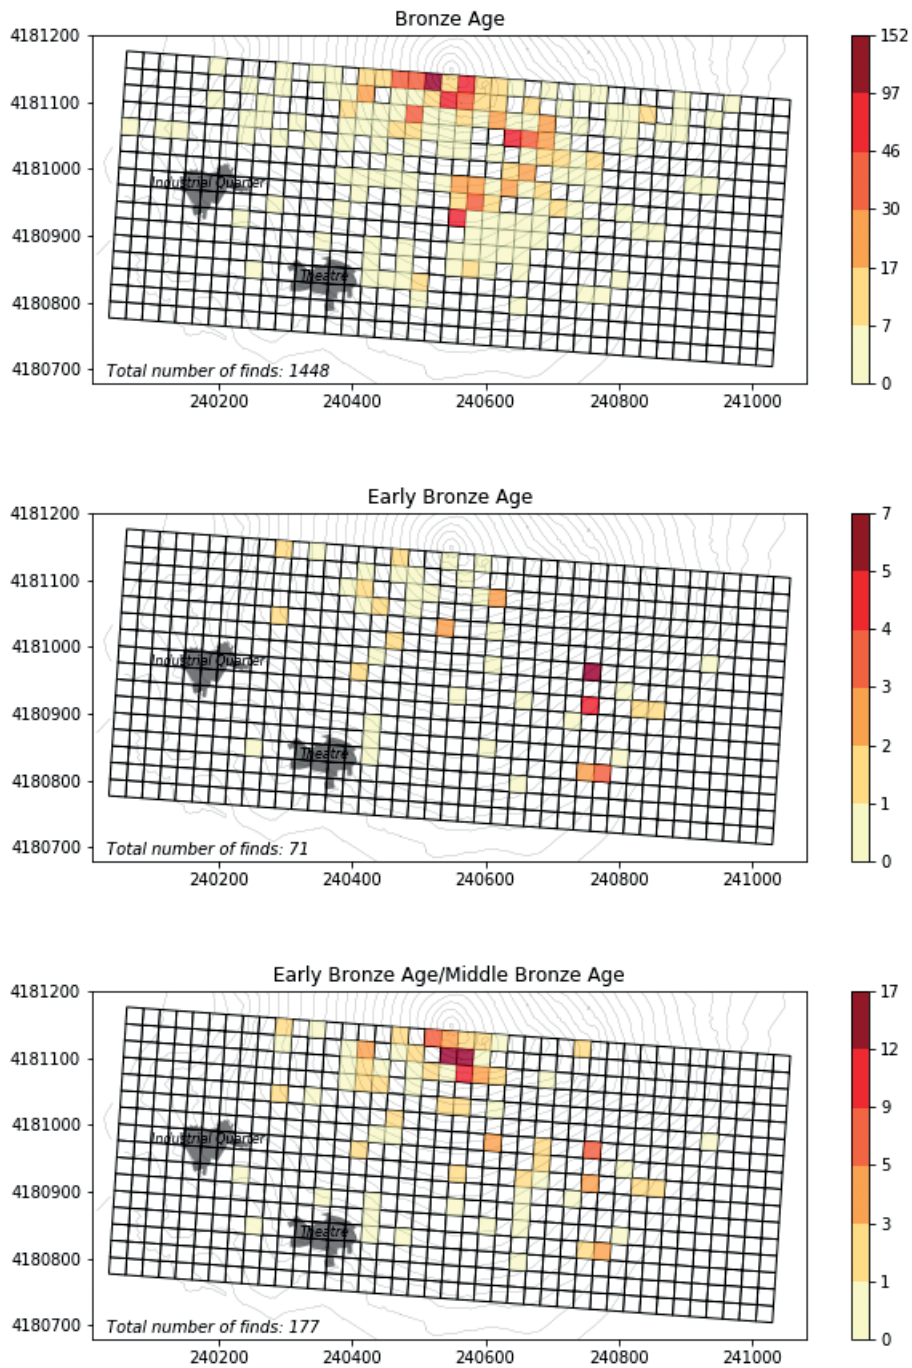 Bronze Age
4181200
4181100
4181000
4180900
4180800
4180700
Industrial Quarter
Theatre
Total number of finds: 1448
240200 240400 240600 240800 241000
152
97
46
30
17
7
0
Early Bronze Age
4181200
4181100
4181000
4180900
4180800
4180700
Industrial Quarter
Theatre
Total number of finds: 71
240200 240400 240600 240800 241000
7
5
4
3
2
1
0
Early Bronze Age/Middle Bronze Age
4181200
4181100
4181000
4180900
4180800
4180700
Industrial Quarter
Theatre
Total number of finds: 177
240200 240400 240600 240800 241000
17
12
9
5
3
1
0